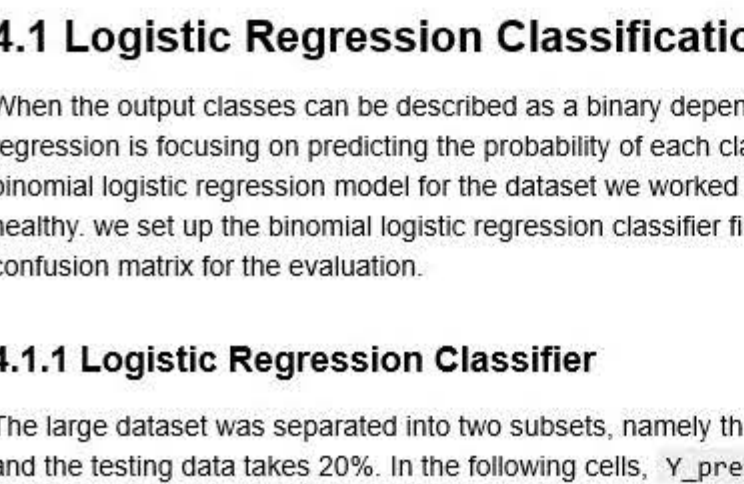 4.1 Logistic Regression Classificatio
When the output classes can be described as a binary depen
regression is focusing on predicting the probability of each cla
binomial logistic regression model for the dataset we worked
healthy. we set up the binomial logistic regression classifier fi
confusion matrix for the evaluation.
4.1.1 Logistic Regression Classifier
The large dataset was separated into two subsets, namely th
and the testing data takes 20%. In the following cells, Y_pre